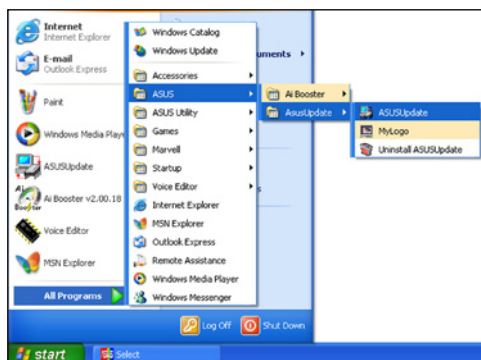 Internet
Internet Explorer
E-mail
Outlook Express
Paint
Windows Media Play
ASUSUpdate
Ai Booster v2.00.18
Voice Editor
MSN Explorer
All Programs
uments
s
Windows Catalog
Windows Update
Accessories
ASUS
ASUS Utility
Games
Marvell
Startup
Voice Editor
Internet Explorer
MSN Explorer
Outlook Express
Remote Assistance
Windows Media Player
Windows Messenger
Ai Booster
AsusUpdate
ASUSUpdate
MyLogo
Uninstall ASUSUpdate
Log Off
Shut Down
start
Select